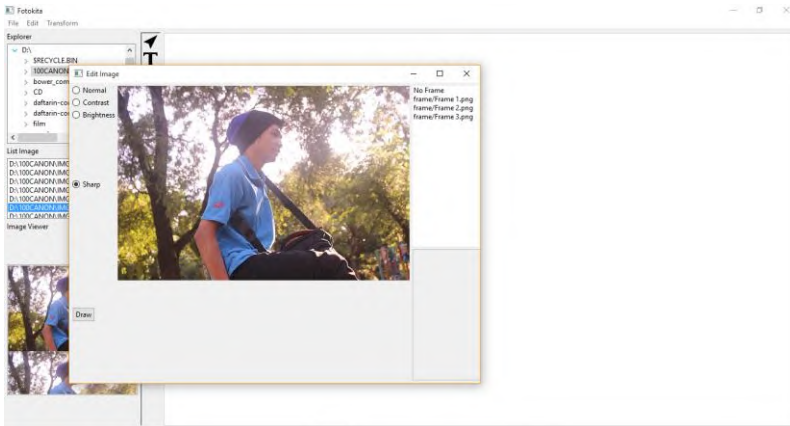 Fotokita
File Edit Transform
Explorer
D:\
$RECYCLE.BIN
100CANON
bower_com
CD
daftarin-co
daftarin-co
film
List Image
D:\100CANON\IMG
D:\100CANON\IMG
D:\100CANON\IMG
D:\100CANON\IMG
D:\100CANON\IMG
D:\100CANON\IMG
D:\100CANON\IMG
Image Viewer
T
Edit Image
Normal
Contrast
Brightness
Sharp
Draw
No Frame
frame/Frame 1.png
frame/Frame 2.png
frame/Frame 3.png